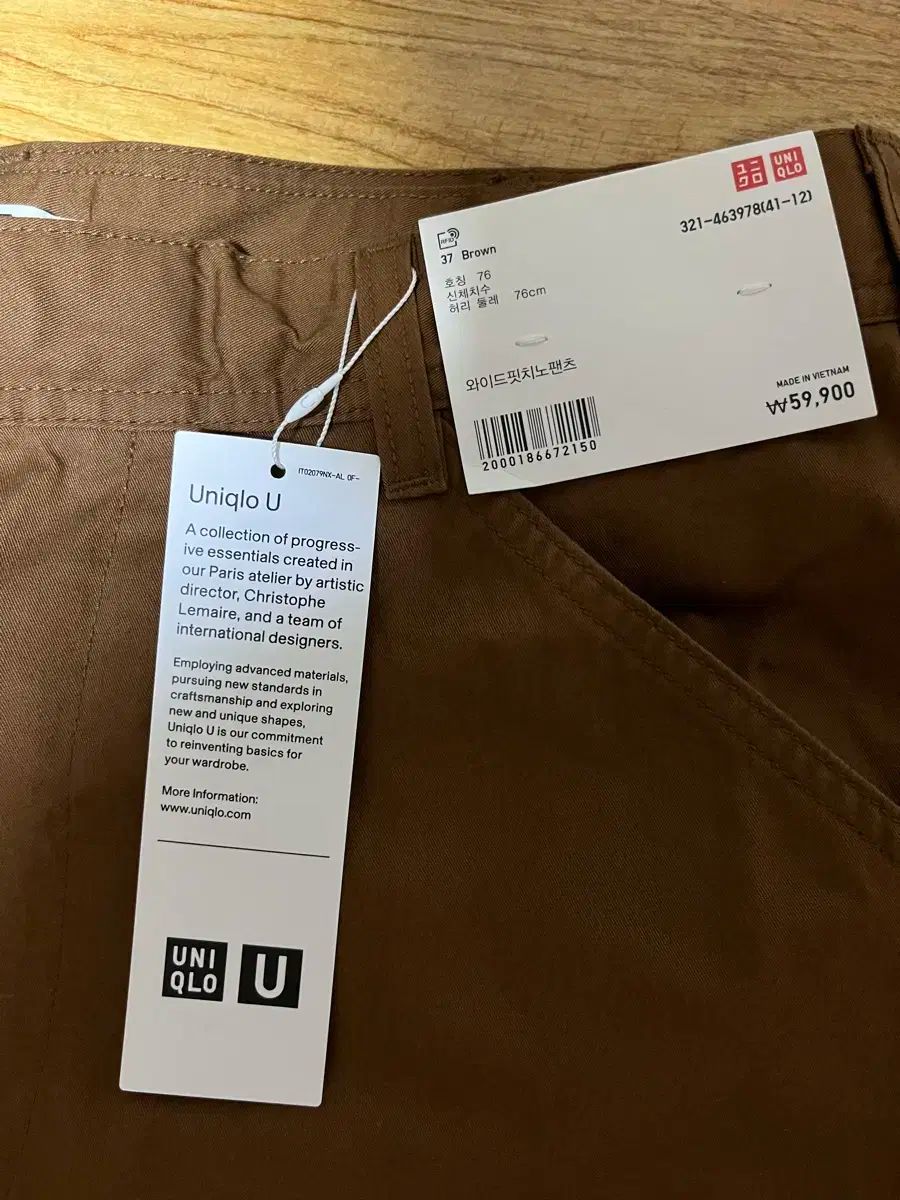 ユニ
クロ
UNI
QLO
321-463978(41-12)
RFID
37 Brown
호칭 76
신체치수
허리 둘레 76cm
와이드핏치노팬츠
MADE IN VIETNAM
₩59,900
2000186672150
IT02079NX-AL 0F-
Uniqlo U
A collection of progress-
ive essentials created in
our Paris atelier by artistic
director, Christophe
Lemaire, and a team of
international designers.
Employing advanced materials,
pursuing new standards in
craftsmanship and exploring
new and unique shapes,
Uniqlo U is our commitment
to reinventing basics for
your wardrobe.
More Information:
www.uniqlo.com
UNI
QLO
U